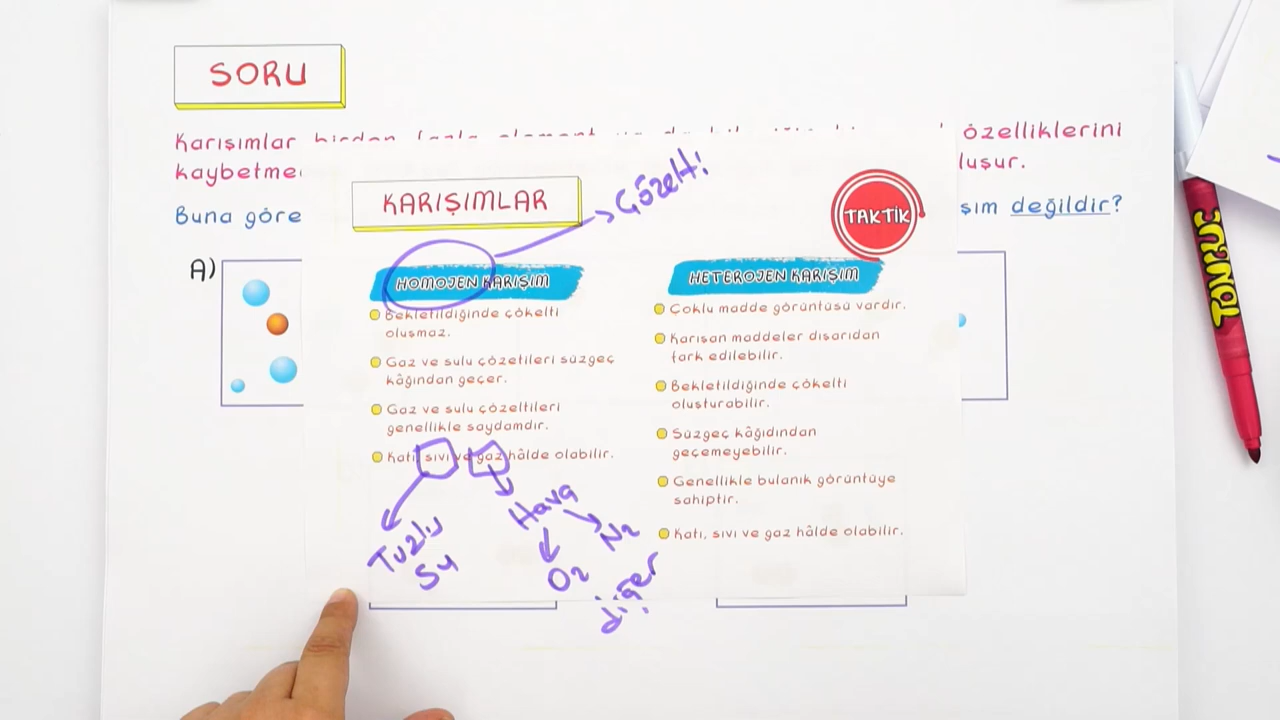 SORU
Karışımlar özelliklerini
kaybetme luşur.
Buna göre şım değildir?
A)
KARIŞIMLAR
Çözelti
TAKTİK
HOMOJEN KARIŞIM
Bekletildiğinde çökelti
oluşmaz.
Gaz ve sulu çözetileri süzgeç
kâğından geçer.
Gaz ve sulu çözeltileri
genellikle saydamdır.
Katı, sıvı ve gaz hâlde olabilir.
Tuzlu
Su
Hava
O2
N2
diğer
HETEROJEN KARIŞIM
Çoklu madde görüntüsü vardır.
Karışan maddeler dışarıdan
fark edilebilir.
Bekletildiğinde çökelti
oluşturabilir.
Süzgeç kâğıdından
geçemeyebilir.
Genellikle bulanık görüntüye
sahiptir.
Katı, sıvı ve gaz hâlde olabilir.
TONGUÇ